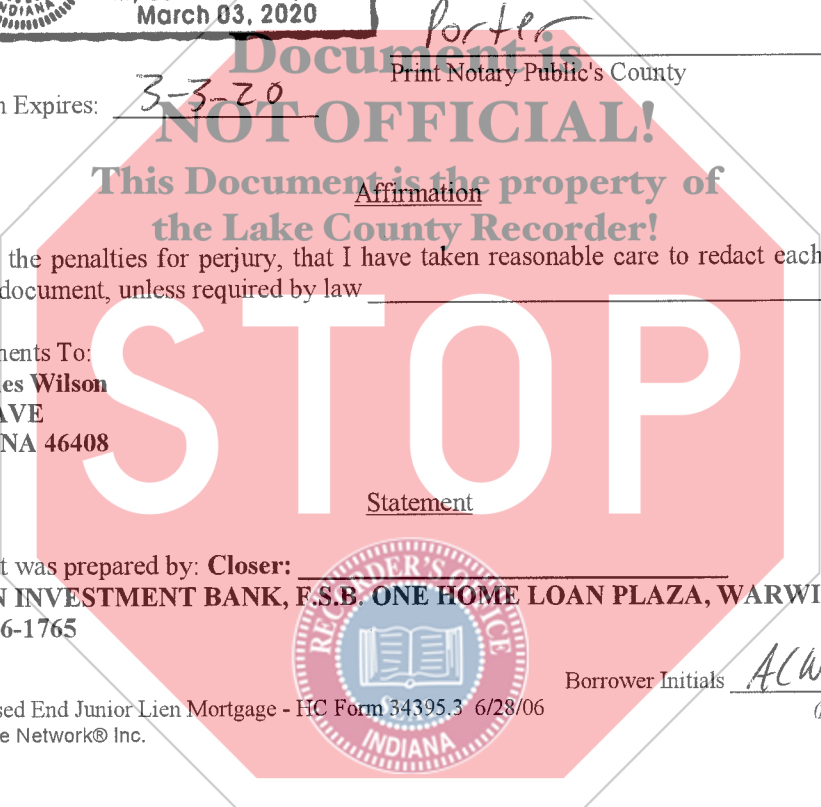 INDIANA
March 03, 2020
Porter
Print Notary Public's County
Expires: 3-3-20
Document is
NOT OFFICIAL!
This Document is the property of
the Lake County Recorder!
Affirmation
the penalties for perjury, that I have taken reasonable care to redact each
document, unless required by law
STOP
To:
Wilson
AVE
46408
Statement
was prepared by: Closer:
INVESTMENT BANK, F.S.B. ONE HOME LOAN PLAZA, WARWI
6-1765
RECORDER'S OFFICE
SEAL
INDIANA
Borrower Initials ACW
End Junior Lien Mortgage - HC Form 34395.3 6/28/06
Network® Inc.